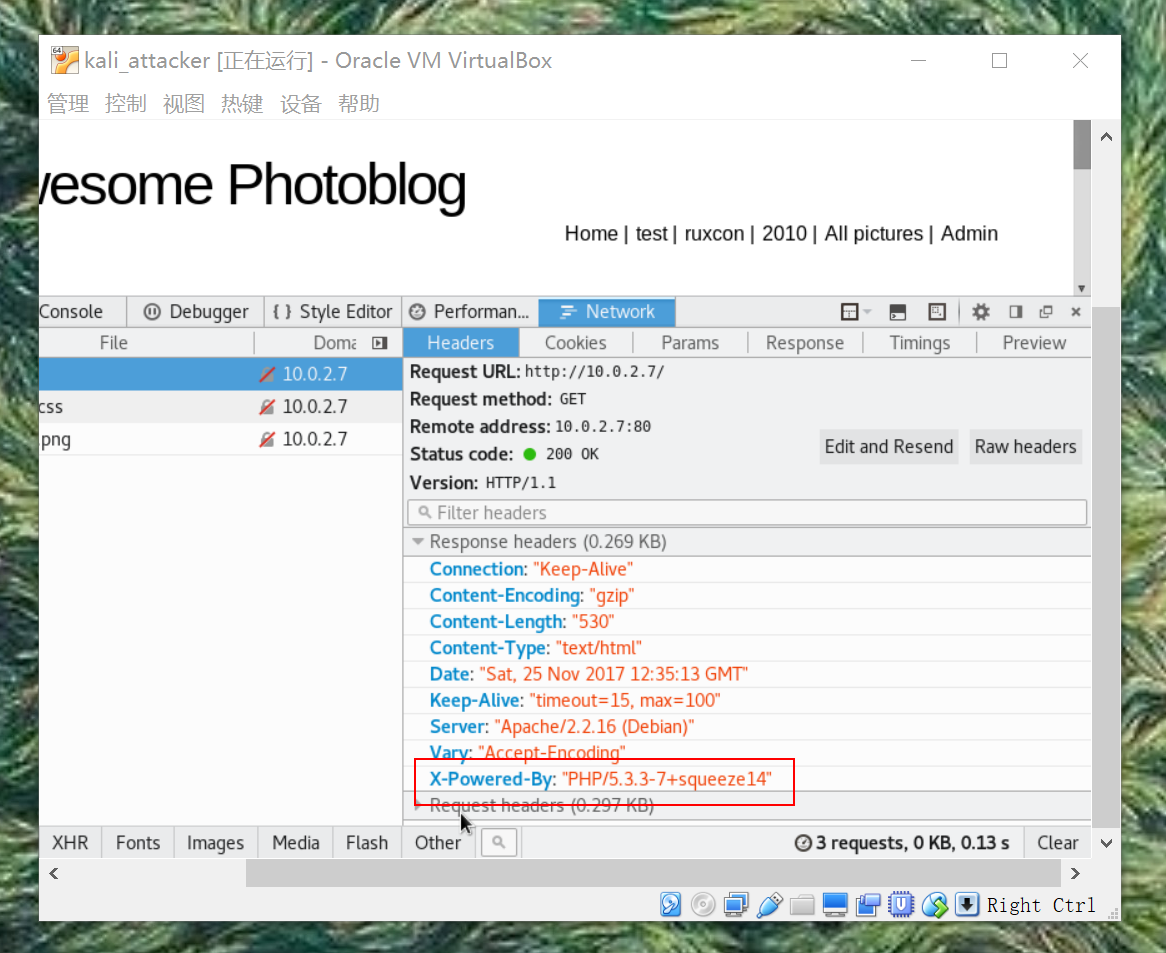 kali_attacker [正在运行] - Oracle VM VirtualBox
管理 控制 视图 热键 设备 帮助
wesome Photoblog
Home | test | ruxcon | 2010 | All pictures | Admin
Console Debugger { } Style Editor Performan... Network
File Doma Headers Cookies Params Response Timings Preview
10.0.2.7
css 10.0.2.7
png 10.0.2.7
Request URL: http://10.0.2.7/
Request method: GET
Remote address: 10.0.2.7:80
Status code: 200 OK
Edit and Resend Raw headers
Version: HTTP/1.1
Filter headers
Response headers (0.269 KB)
Connection: "Keep-Alive"
Content-Encoding: "gzip"
Content-Length: "530"
Content-Type: "text/html"
Date: "Sat, 25 Nov 2017 12:35:13 GMT"
Keep-Alive: "timeout=15, max=100"
Server: "Apache/2.2.16 (Debian)"
Vary: "Accept-Encoding"
X-Powered-By: "PHP/5.3.3-7+squeeze14"
Request headers (0.297 KB)
XHR Fonts Images Media Flash Other 3 requests, 0 KB, 0.13 s Clear
Right Ctrl